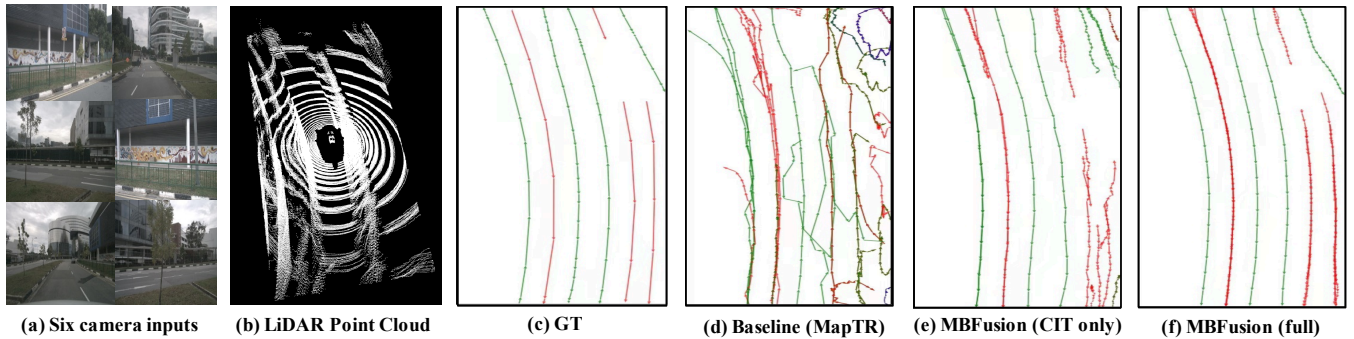 (a) Six camera inputs
(b) LiDAR Point Cloud
(c) GT
(d) Baseline (MapTR)
(e) MBFusion (CIT only)
(f) MBFusion (full)